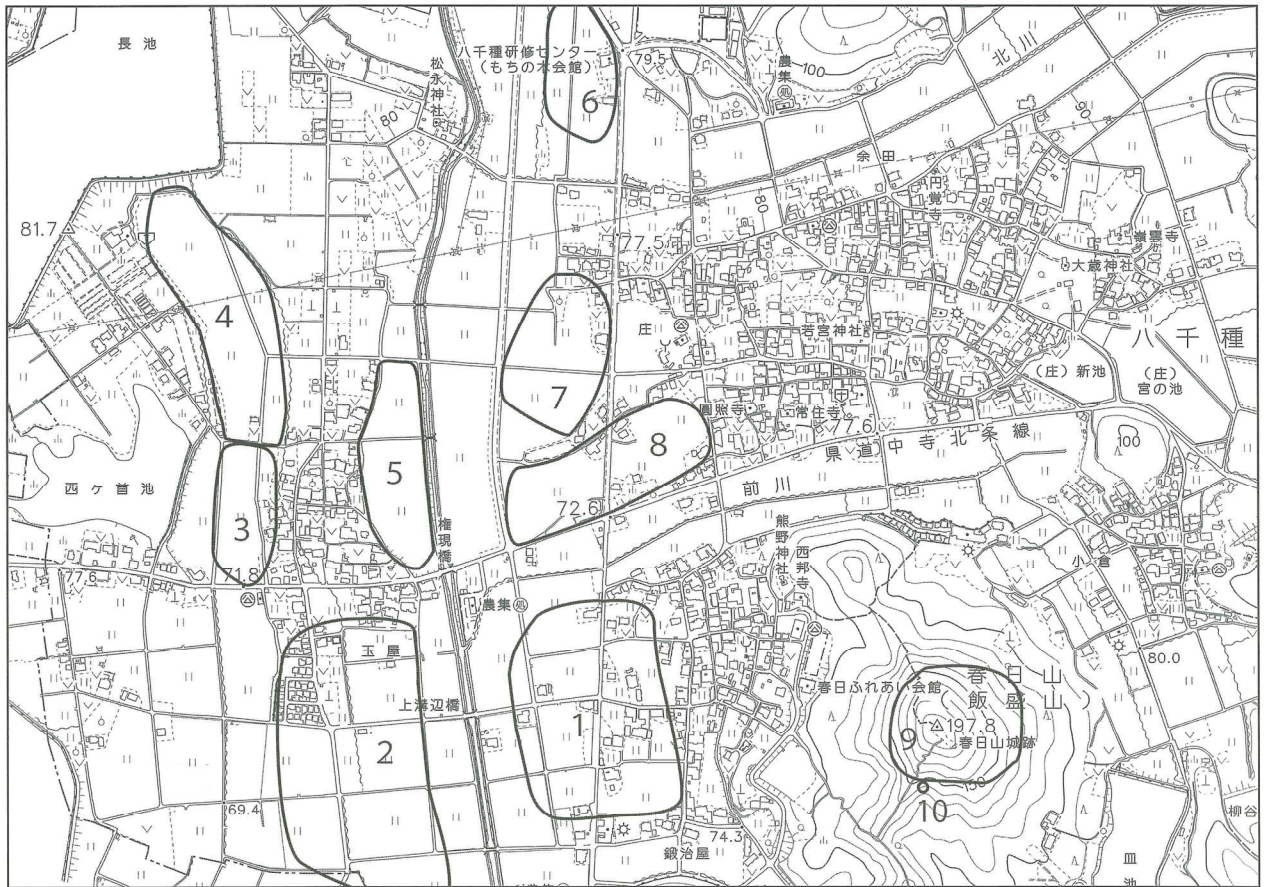 長池
八千種研修センター
(もちの木会館)
松永神社
79.5
農集
処
100
北川
6
80
余田
円覚寺
80
90
81.7
77.5
嶺雲寺
大歳神社
4
庄
若宮神社
八千種
(庄)
新池
(庄)
宮の池
7
圓照寺
常住寺
77.6
県道中寺北条線
100
8
西ヶ首池
5
3
72.6
前川
権現橋
熊野神社
西邦寺
小倉
77.6
71.8
農集
処
玉屋
80.0
春日山
飯盛山
春日ふれあい会館
上溝辺橋
1
2
9
197.8
春日山城跡
10
69.4
74.3
鍛治屋
柳谷
皿池